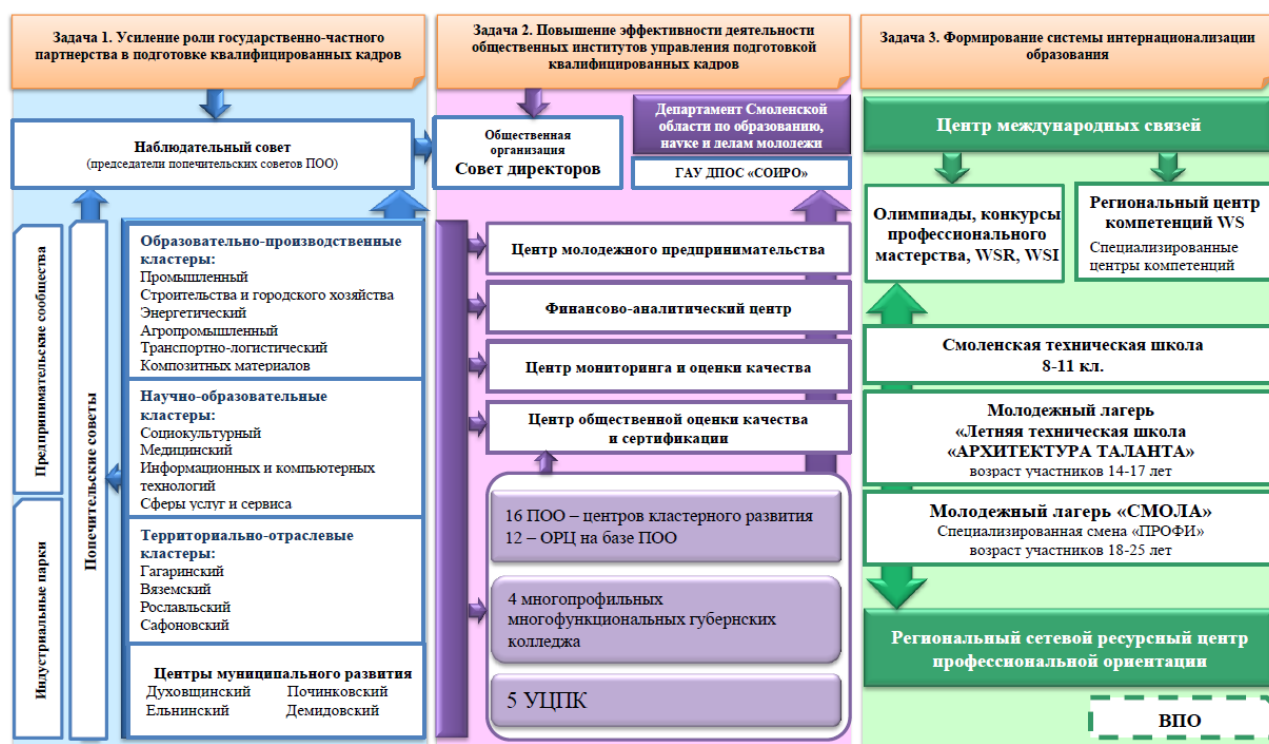 Задача 1. Усиление роли государственно-частного
партнерства в подготовке квалифицированных кадров
Наблюдательный совет
(председатели попечительских советов ПОО)
Предпринимательские сообщества
Индустриальные парки
Попечительские советы
Образовательно-производственные
кластеры:
Промышленный
Строительства и городского хозяйства
Энергетический
Агропромышленный
Транспортно-логистический
Композитных материалов
Научно-образовательные
кластеры:
Социокультурный
Медицинский
Информационных и компьютерных
технологий
Сферы услуг и сервиса
Территориально-отраслевые
кластеры:
Гагаринский
Вяземский
Рославльский
Сафоновский
Центры муниципального развития
Духовщинский Починковский
Ельнинский Демидовский
Задача 2. Повышение эффективности деятельности
общественных институтов управления подготовкой
квалифицированных кадров
Общественная
организация
Совет директоров
Департамент Смоленской
области по образованию,
науке и делам молодежи
ГАУ ДПОС «СОИРО»
Центр молодежного предпринимательства
Финансово-аналитический центр
Центр мониторинга и оценки качества
Центр общественной оценки качества
и сертификации
16 ПОО – центров кластерного развития
12 – ОРЦ на базе ПОО
4 многопрофильных
многофункциональных губернских
колледжа
5 УЦПК
Задача 3. Формирование системы интернационализации
образования
Центр международных связей
Олимпиады, конкурсы
профессионального
мастерства, WSR, WSI
Региональный центр
компетенций WS
Специализированные
центры компетенций
Смоленская техническая школа
8-11 кл.
Молодежный лагерь
«Летняя техническая школа
«АРХИТЕКТУРА ТАЛАНТА»
возраст участников 14-17 лет
Молодежный лагерь «СМОЛА»
Специализированная смена «ПРОФИ»
возраст участников 18-25 лет
Региональный сетевой ресурсный центр
профессиональной ориентации
ВПО